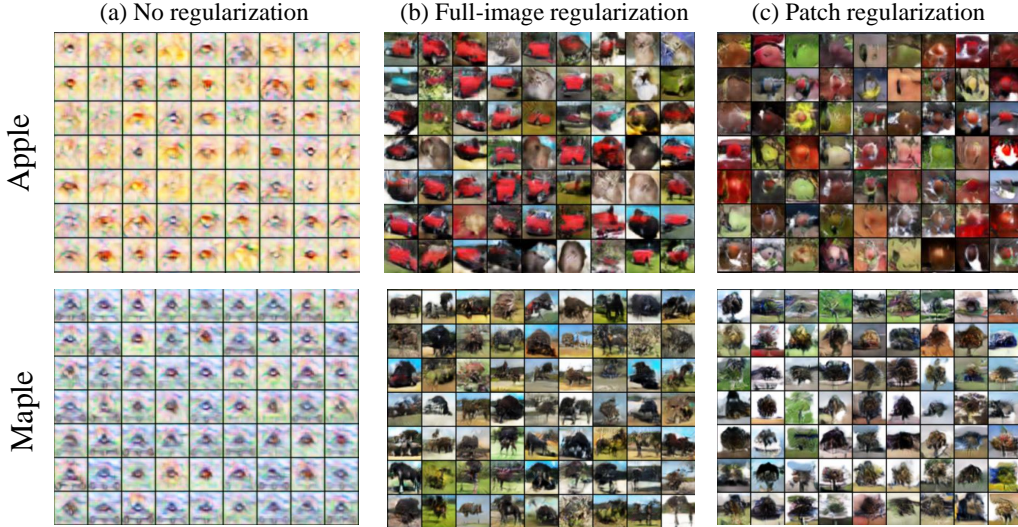 (a) No regularization
(b) Full-image regularization
(c) Patch regularization
Apple
Maple